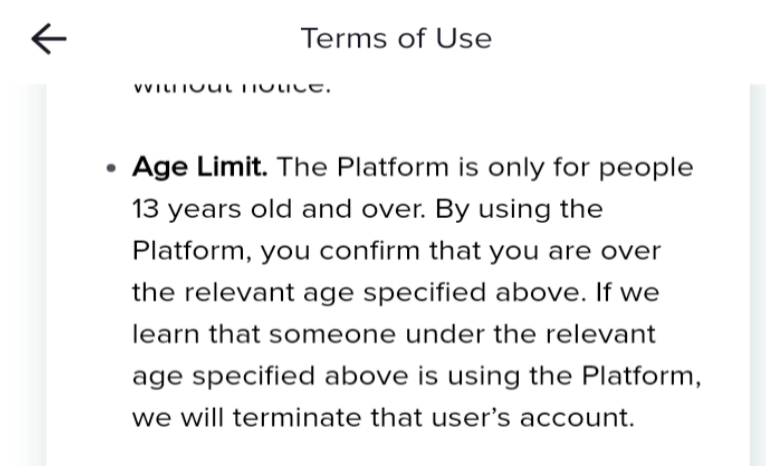 Terms of Use
without notice.
• Age Limit. The Platform is only for people
13 years old and over. By using the
Platform, you confirm that you are over
the relevant age specified above. If we
learn that someone under the relevant
age specified above is using the Platform,
we will terminate that user’s account.